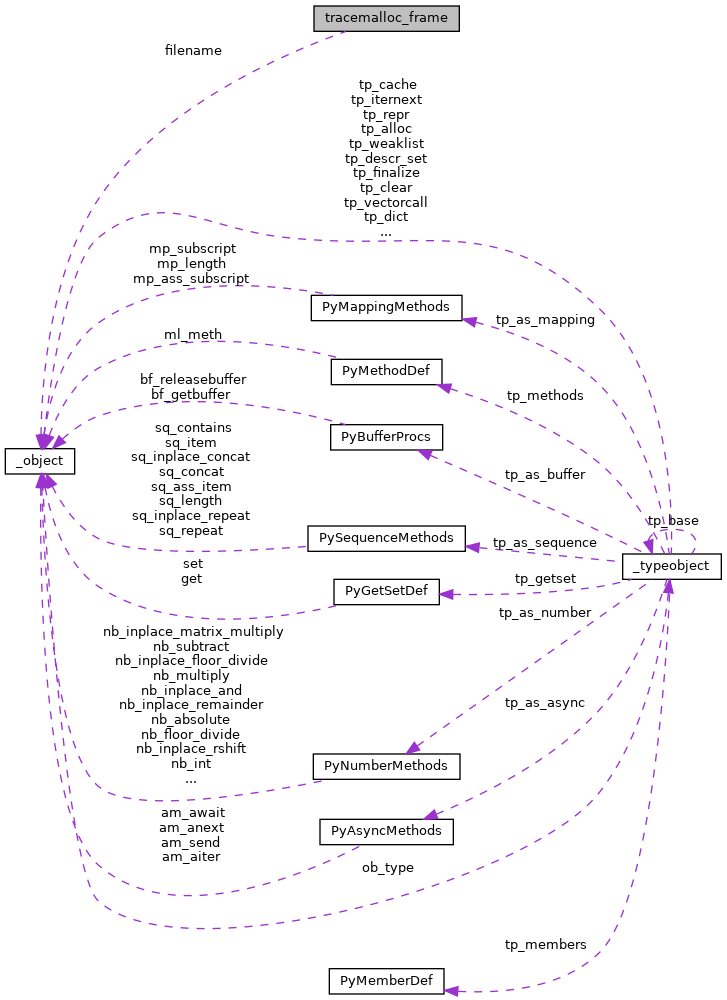 tracemalloc_frame
filename
tp_cache
tp_iternext
tp_repr
tp_alloc
tp_weaklist
tp_descr_set
tp_finalize
tp_clear
tp_vectorcall
tp_dict
...
mp_subscript
mp_length
mp_ass_subscript
PyMappingMethods
tp_as_mapping
ml_meth
PyMethodDef
tp_methods
bf_releasebuffer
bf_getbuffer
PyBufferProcs
tp_as_buffer
_object
sq_contains
sq_item
sq_inplace_concat
sq_concat
sq_ass_item
sq_length
sq_inplace_repeat
sq_repeat
PySequenceMethods
tp_as_sequence
tp_base
_typeobject
set
get
PyGetSetDef
tp_getset
tp_as_number
nb_inplace_matrix_multiply
nb_subtract
nb_inplace_floor_divide
nb_multiply
nb_inplace_and
nb_inplace_remainder
nb_absolute
nb_floor_divide
nb_inplace_rshift
nb_int
...
PyNumberMethods
tp_as_async
am_await
am_anext
am_send
am_aiter
PyAsyncMethods
ob_type
tp_members
PyMemberDef